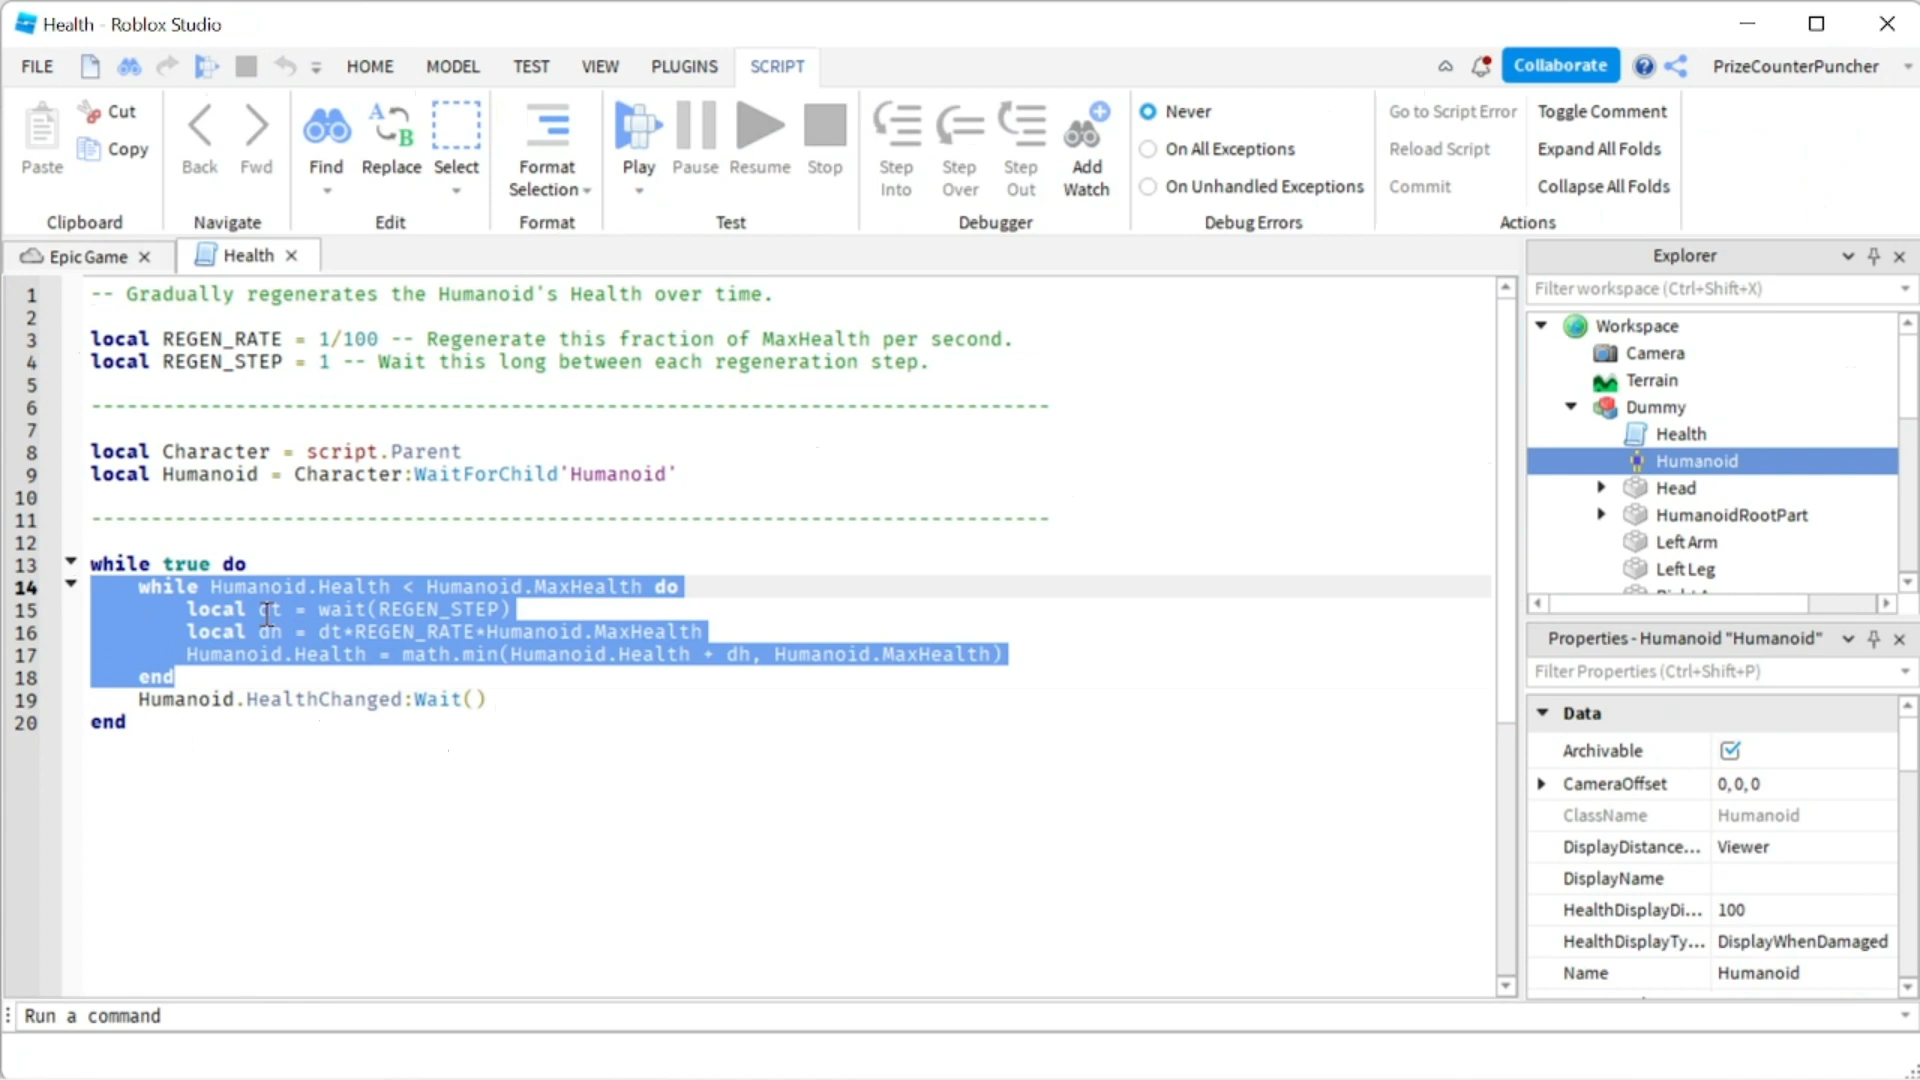 Health - Roblox Studio
FILE HOME MODEL TEST VIEW PLUGINS SCRIPT Collaborate PrizeCounterPuncher
Paste Cut Copy
Clipboard
Back Fwd
Navigate
Find Replace Select
Edit
Format Selection
Format
Play Pause Resume Stop
Test
Step Into Step Over Step Out Add Watch
Debugger
Never
On All Exceptions
On Unhandled Exceptions
Debug Errors
Go to Script Error Toggle Comment
Reload Script Expand All Folds
Commit Collapse All Folds
Actions
Epic Game Health
1 -- Gradually regenerates the Humanoid's Health over time.
2
3 local REGEN_RATE = 1/100 -- Regenerate this fraction of MaxHealth per second.
4 local REGEN_STEP = 1 -- Wait this long between each regeneration step.
5
6 --------------------------------------------------------------------------------
7
8 local Character = script.Parent
9 local Humanoid = Character:WaitForChild'Humanoid'
10
11 --------------------------------------------------------------------------------
12
13 while true do
14 while Humanoid.Health < Humanoid.MaxHealth do
15 local dt = wait(REGEN_STEP)
16 local dh = dt*REGEN_RATE*Humanoid.MaxHealth
17 Humanoid.Health = math.min(Humanoid.Health + dh, Humanoid.MaxHealth)
18 end
19 Humanoid.HealthChanged:Wait()
20 end
Explorer
Filter workspace (Ctrl+Shift+X)
Workspace
Camera
Terrain
Dummy
Health
Humanoid
Head
HumanoidRootPart
Left Arm
Left Leg
Properties - Humanoid "Humanoid"
Filter Properties (Ctrl+Shift+P)
Data
Archivable
CameraOffset 0, 0, 0
ClassName Humanoid
DisplayDistance... Viewer
DisplayName
HealthDisplayDi... 100
HealthDisplayTy... DisplayWhenDamaged
Name Humanoid
Run a command